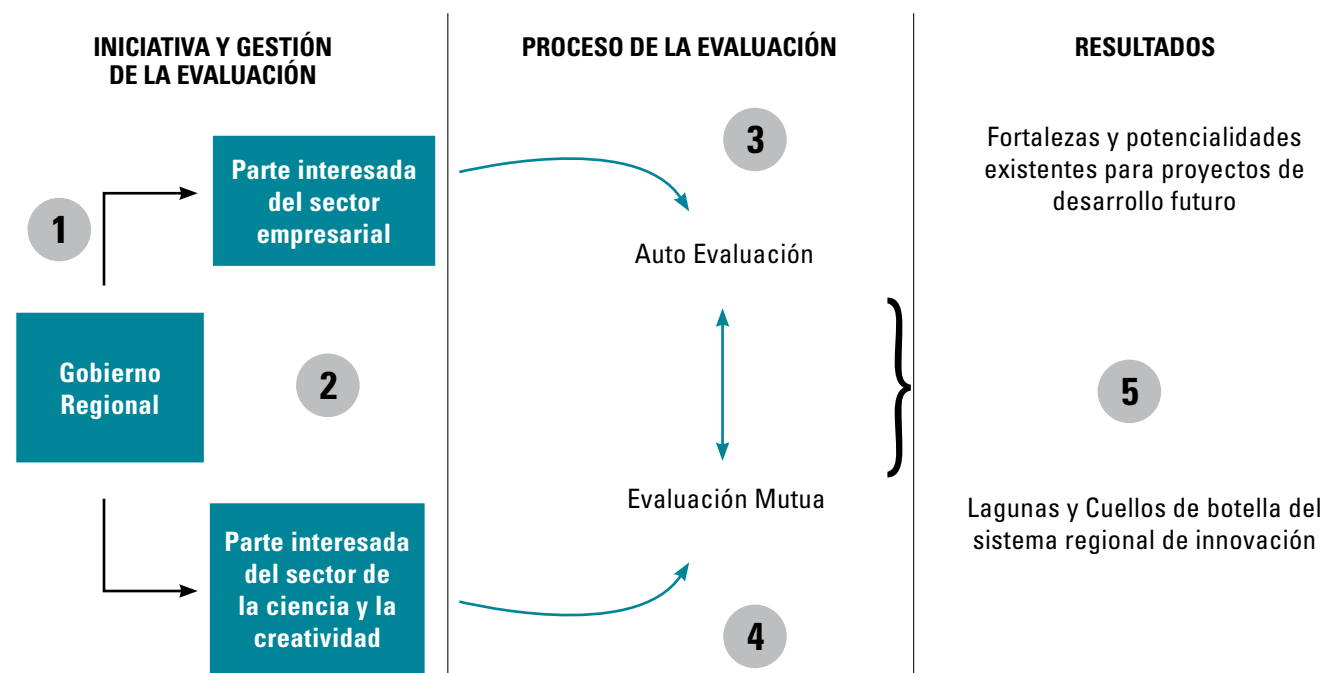 INICIATIVA Y GESTIÓN
DE LA EVALUACIÓN
1
Parte interesada
del sector
empresarial
Gobierno
Regional
2
Parte interesada
del sector de
la ciencia y la
creatividad
PROCESO DE LA EVALUACIÓN
3
Auto Evaluación
Evaluación Mutua
4
RESULTADOS
Fortalezas y potencialidades
existentes para proyectos de
desarrollo futuro
5
Lagunas y Cuellos de botella del
sistema regional de innovación